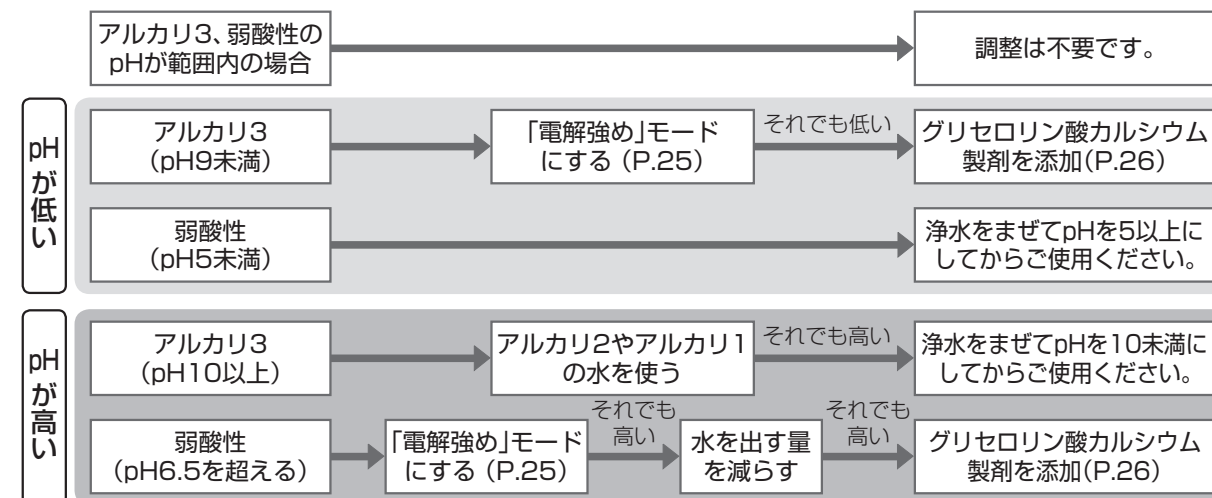 アルカリ3、弱酸性の
pHが範囲内の場合
調整は不要です。
pHが低い
アルカリ3
(pH9未満)
「電解強め」モード
にする（P.25）
それでも低い
グリセロリン酸カルシウム
製剤を添加(P.26)
弱酸性
(pH5未満)
浄水をまぜてpHを5以上に
してからご使用ください。
pHが高い
アルカリ3
(pH10以上)
アルカリ2やアルカリ1
の水を使う
それでも高い
浄水をまぜてpHを10未満に
してからご使用ください。
弱酸性
(pH6.5を超える)
「電解強め」モード
にする（P.25）
それでも
高い
水を出す量
を減らす
それでも
高い
グリセロリン酸カルシウム
製剤を添加(P.26)